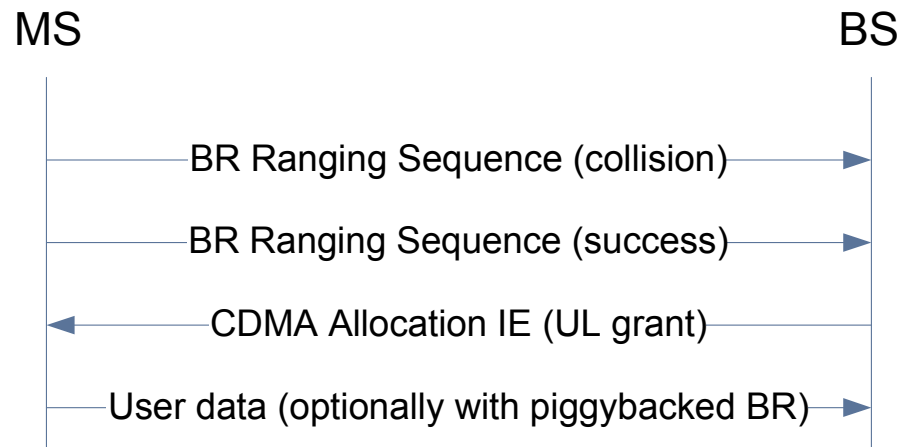 MS
BS
BR Ranging Sequence (collision)
BR Ranging Sequence (success)
CDMA Allocation IE (UL grant)
User data (optionally with piggybacked BR)